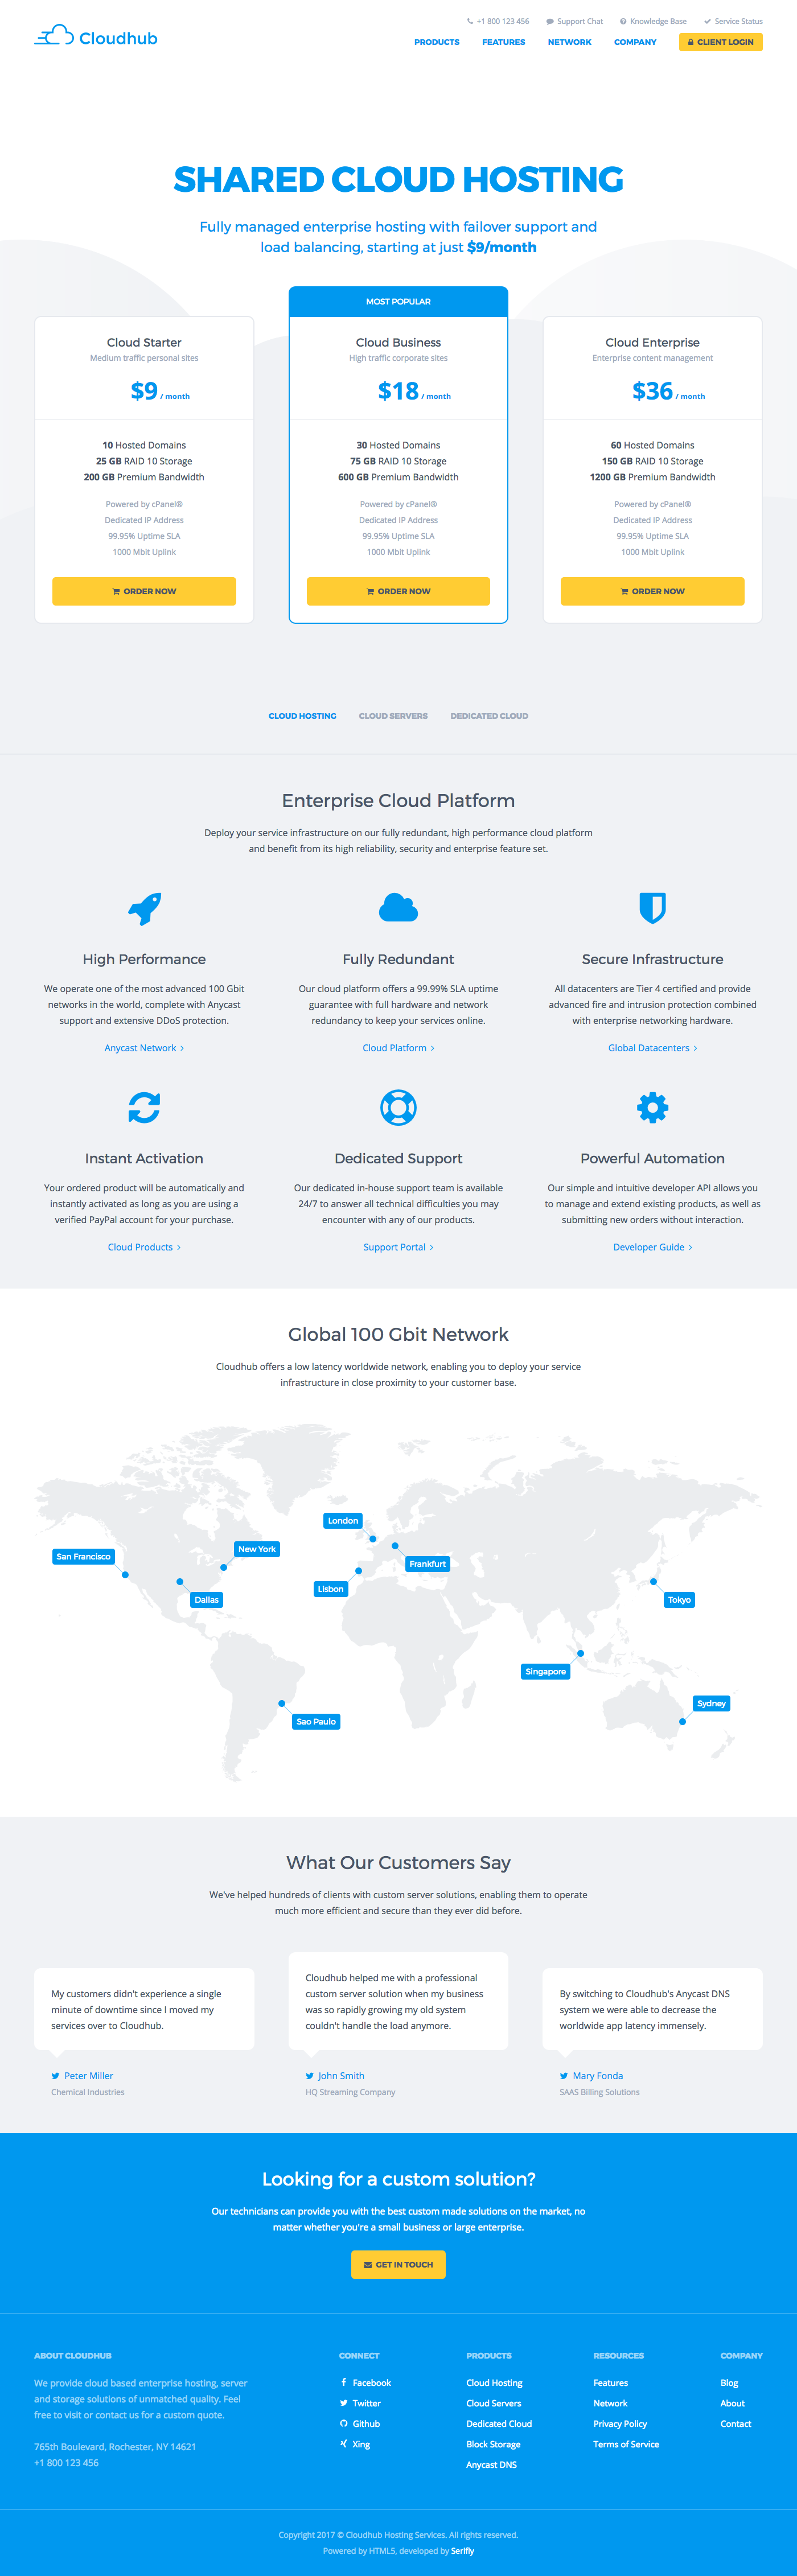 +1 800 123 456 Support Chat Knowledge Base Service Status
Cloudhub
PRODUCTS FEATURES NETWORK COMPANY CLIENT LOGIN
SHARED CLOUD HOSTING
Fully managed enterprise hosting with failover support and
load balancing, starting at just $9/month
MOST POPULAR
Cloud Starter
Medium traffic personal sites
$9 / month
10 Hosted Domains
25 GB RAID 10 Storage
200 GB Premium Bandwidth
Powered by cPanel®
Dedicated IP Address
99.95% Uptime SLA
1000 Mbit Uplink
ORDER NOW
Cloud Business
High traffic corporate sites
$18 / month
30 Hosted Domains
75 GB RAID 10 Storage
600 GB Premium Bandwidth
Powered by cPanel®
Dedicated IP Address
99.95% Uptime SLA
1000 Mbit Uplink
ORDER NOW
Cloud Enterprise
Enterprise content management
$36 / month
60 Hosted Domains
150 GB RAID 10 Storage
1200 GB Premium Bandwidth
Powered by cPanel®
Dedicated IP Address
99.95% Uptime SLA
1000 Mbit Uplink
ORDER NOW
CLOUD HOSTING CLOUD SERVERS DEDICATED CLOUD
Enterprise Cloud Platform
Deploy your service infrastructure on our fully redundant, high performance cloud platform
and benefit from its high reliability, security and enterprise feature set.
High Performance
We operate one of the most advanced 100 Gbit
networks in the world, complete with Anycast
support and extensive DDoS protection.
Anycast Network >
Fully Redundant
Our cloud platform offers a 99.99% SLA uptime
guarantee with full hardware and network
redundancy to keep your services online.
Cloud Platform >
Secure Infrastructure
All datacenters are Tier 4 certified and provide
advanced fire and intrusion protection combined
with enterprise networking hardware.
Global Datacenters >
Instant Activation
Your ordered product will be automatically and
instantly activated as long as you are using a
verified PayPal account for your purchase.
Cloud Products >
Dedicated Support
Our dedicated in-house support team is available
24/7 to answer all technical difficulties you may
encounter with any of our products.
Support Portal >
Powerful Automation
Our simple and intuitive developer API allows you
to manage and extend existing products, as well as
submitting new orders without interaction.
Developer Guide >
Global 100 Gbit Network
Cloudhub offers a low latency worldwide network, enabling you to deploy your service
infrastructure in close proximity to your customer base.
London
New York
San Francisco
Frankfurt
Lisbon
Dallas
Tokyo
Singapore
Sydney
Sao Paulo
What Our Customers Say
We've helped hundreds of clients with custom server solutions, enabling them to operate
much more efficient and secure than they ever did before.
My customers didn't experience a single
minute of downtime since I moved my
services over to Cloudhub.
Peter Miller
Chemical Industries
Cloudhub helped me with a professional
custom server solution when my business
was so rapidly growing my old system
couldn't handle the load anymore.
John Smith
HQ Streaming Company
By switching to Cloudhub's Anycast DNS
system we were able to decrease the
worldwide app latency immensely.
Mary Fonda
SAAS Billing Solutions
Looking for a custom solution?
Our technicians can provide you with the best custom made solutions on the market, no
matter whether you're a small business or large enterprise.
GET IN TOUCH
ABOUT CLOUDHUB
We provide cloud based enterprise hosting, server
and storage solutions of unmatched quality. Feel
free to visit or contact us for a custom quote.
765th Boulevard, Rochester, NY 14621
+1 800 123 456
CONNECT
Facebook
Twitter
Github
Xing
PRODUCTS
Cloud Hosting
Cloud Servers
Dedicated Cloud
Block Storage
Anycast DNS
RESOURCES
Features
Network
Privacy Policy
Terms of Service
COMPANY
Blog
About
Contact
Copyright 2017 © Cloudhub Hosting Services. All rights reserved.
Powered by HTML5, developed by Serifly